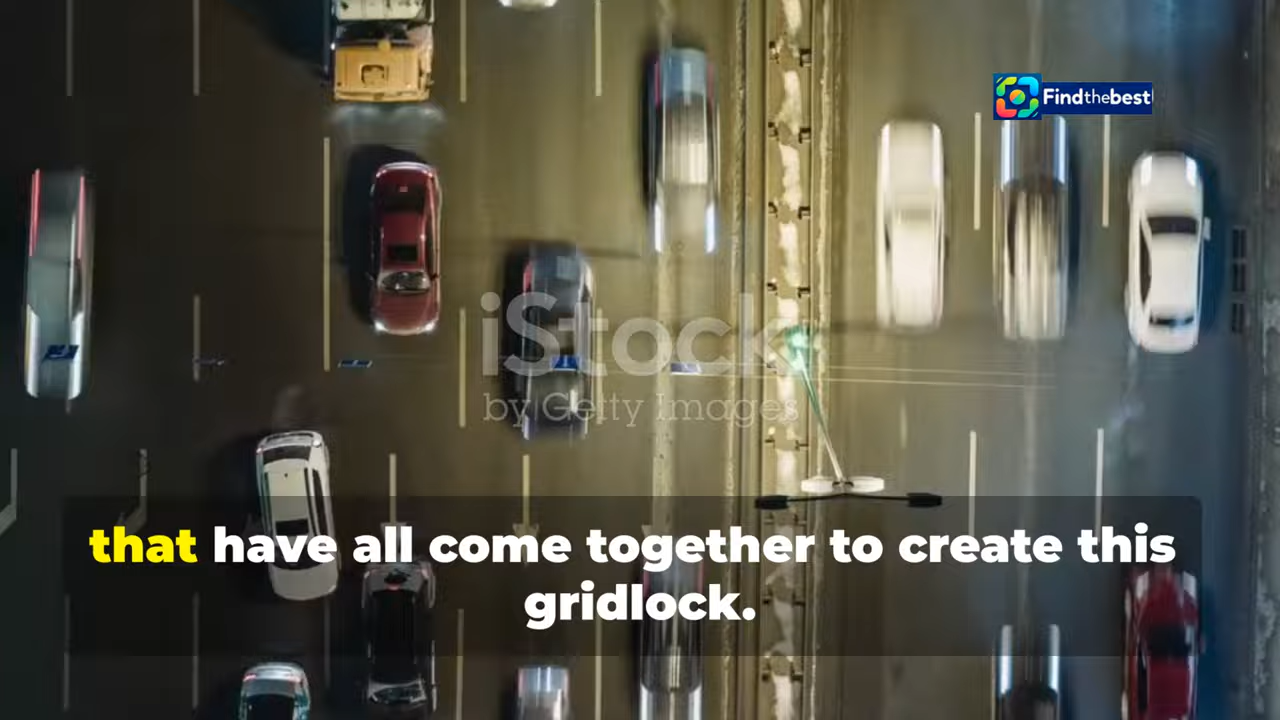 Findthebest
iStock
by Getty Images
that have all come together to create this
gridlock.